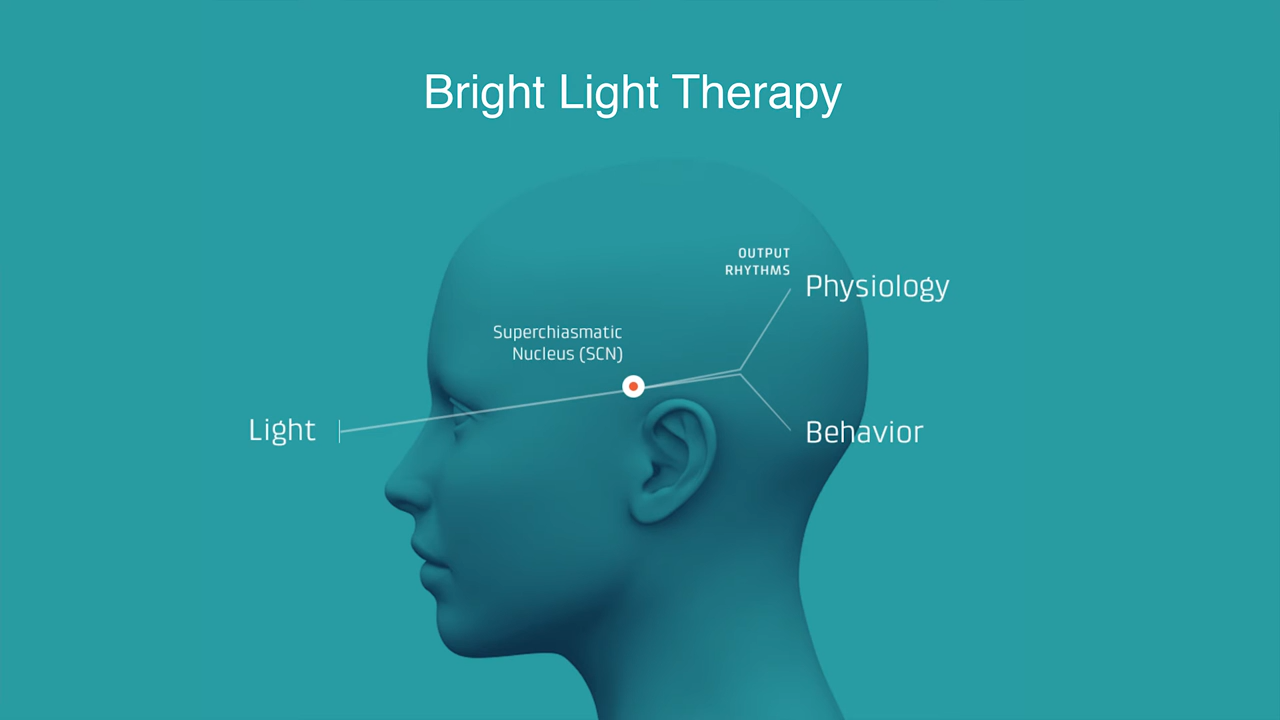 Bright Light Therapy
OUTPUT
RHYTHMS
Physiology
Superchiasmatic
Nucleus (SCN)
Light
Behavior